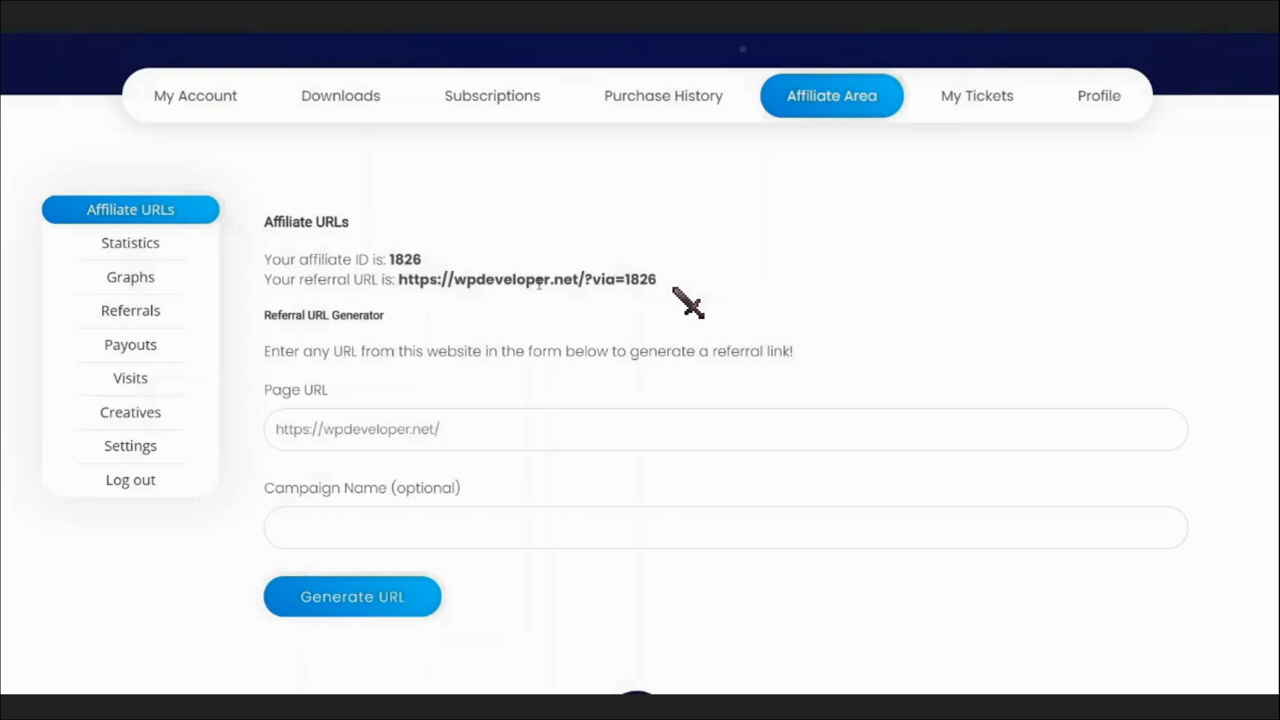 My Account Downloads Subscriptions Purchase History Affiliate Area My Tickets Profile
Affiliate URLs
Statistics
Graphs
Referrals
Payouts
Visits
Creatives
Settings
Log out
Affiliate URLs
Your affiliate ID is: 1826
Your referral URL is: https://wpdeveloper.net/?via=1826
Referral URL Generator
Enter any URL from this website in the form below to generate a referral link!
Page URL
https://wpdeveloper.net/
Campaign Name (optional)
Generate URL